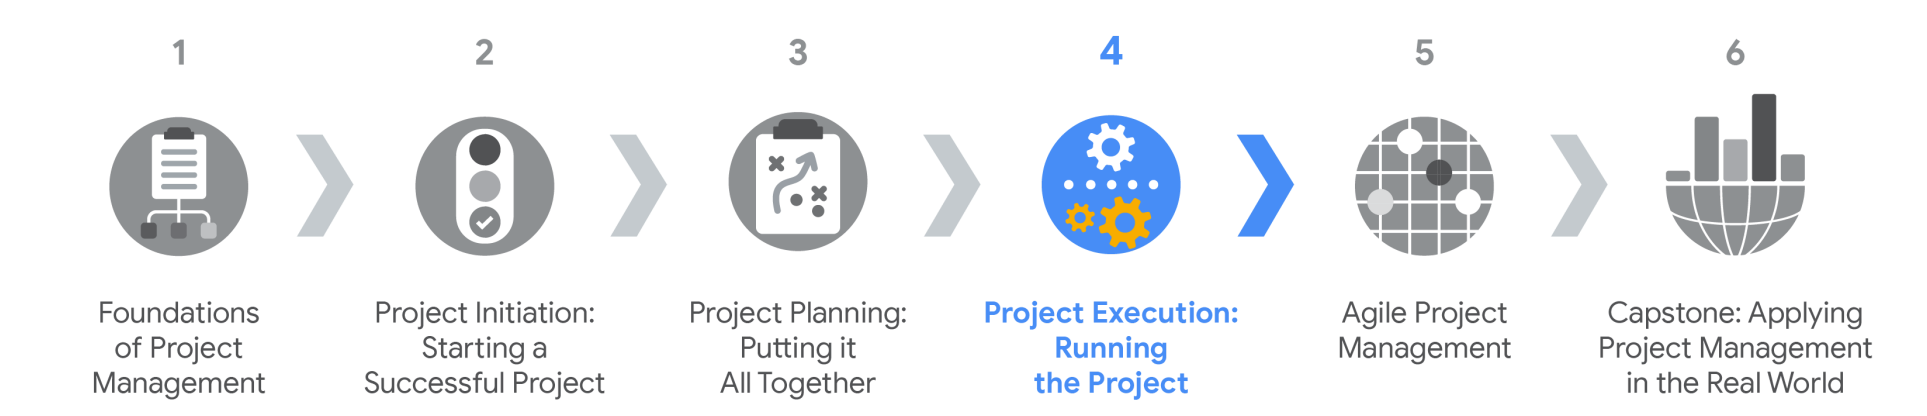 1
2
3
4
5
6
Foundations
of Project
Management
Project Initiation:
Starting a
Successful Project
Project Planning:
Putting it
All Together
Project Execution:
Running
the Project
Agile Project
Management
Capstone: Applying
Project Management
in the Real World